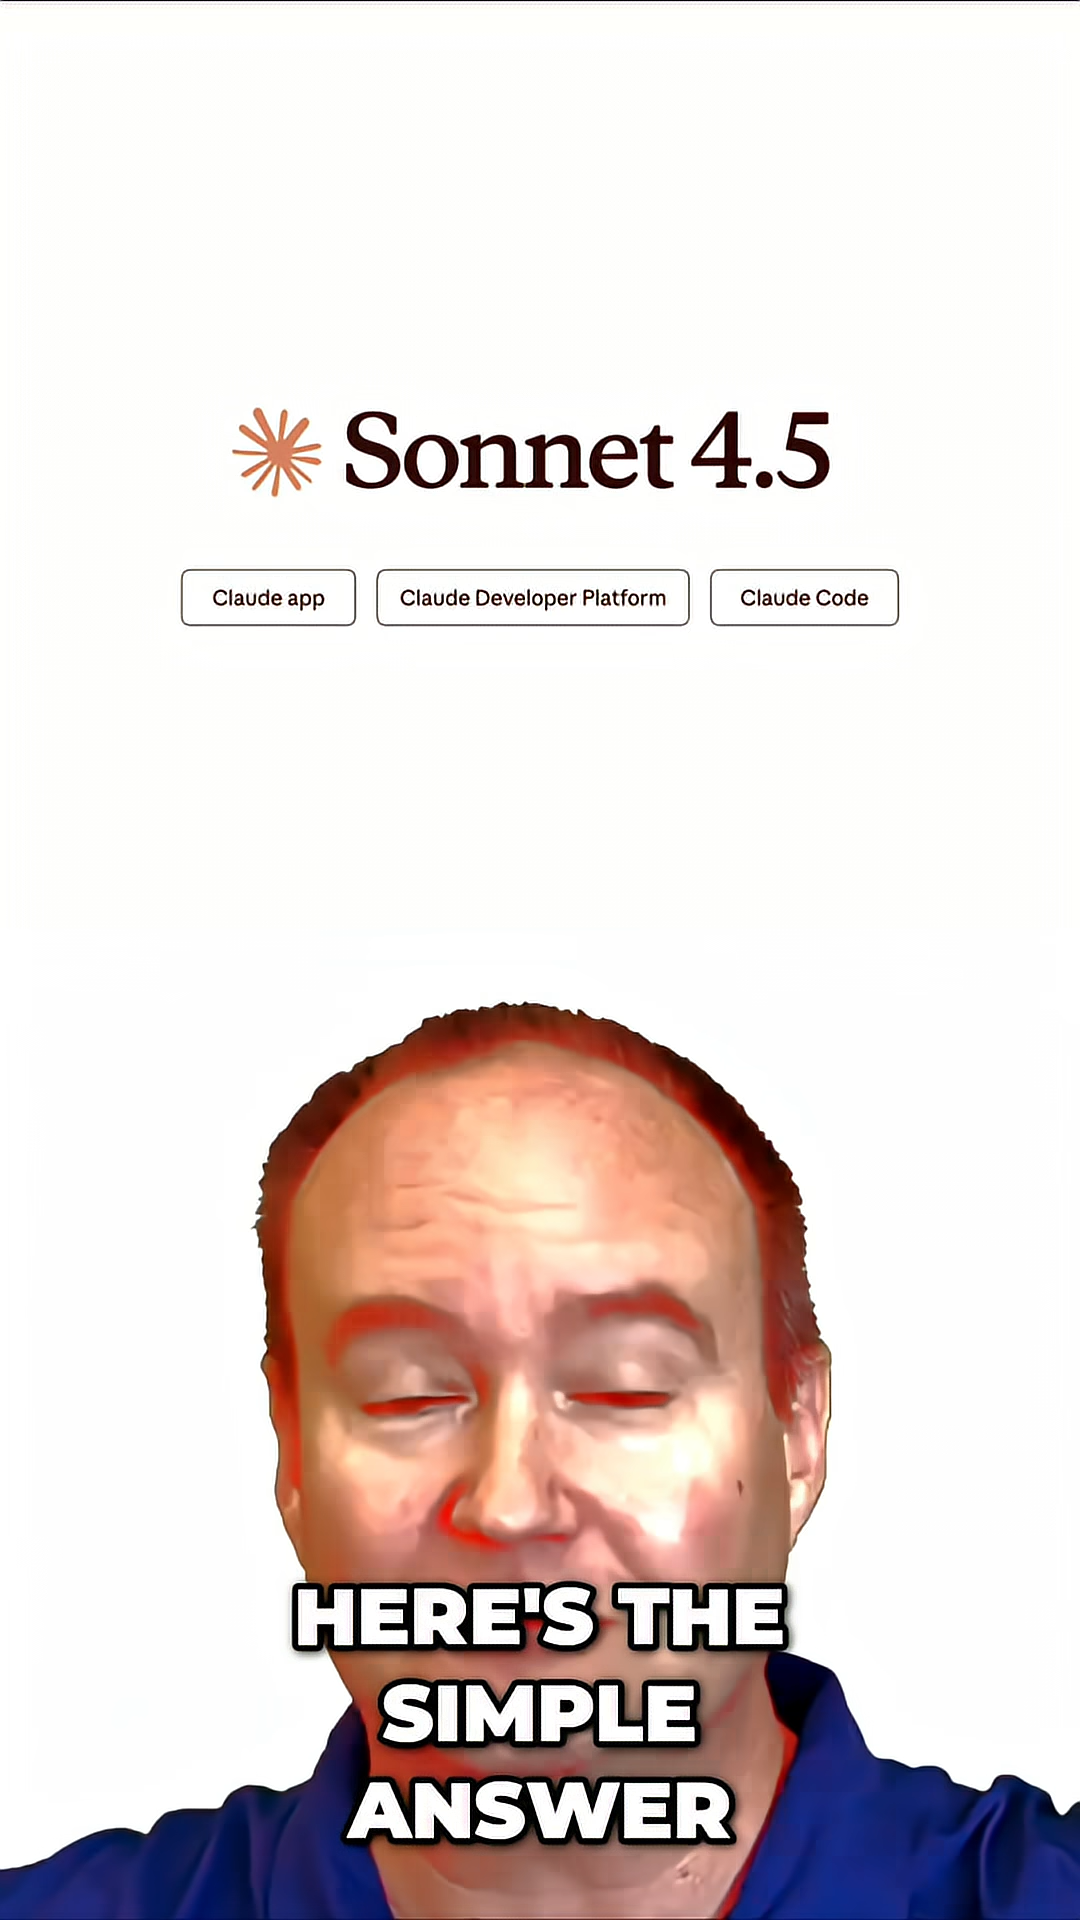 Sonnet 4.5
Claude app
Claude Developer Platform
Claude Code
HERE'S THE
SIMPLE
ANSWER